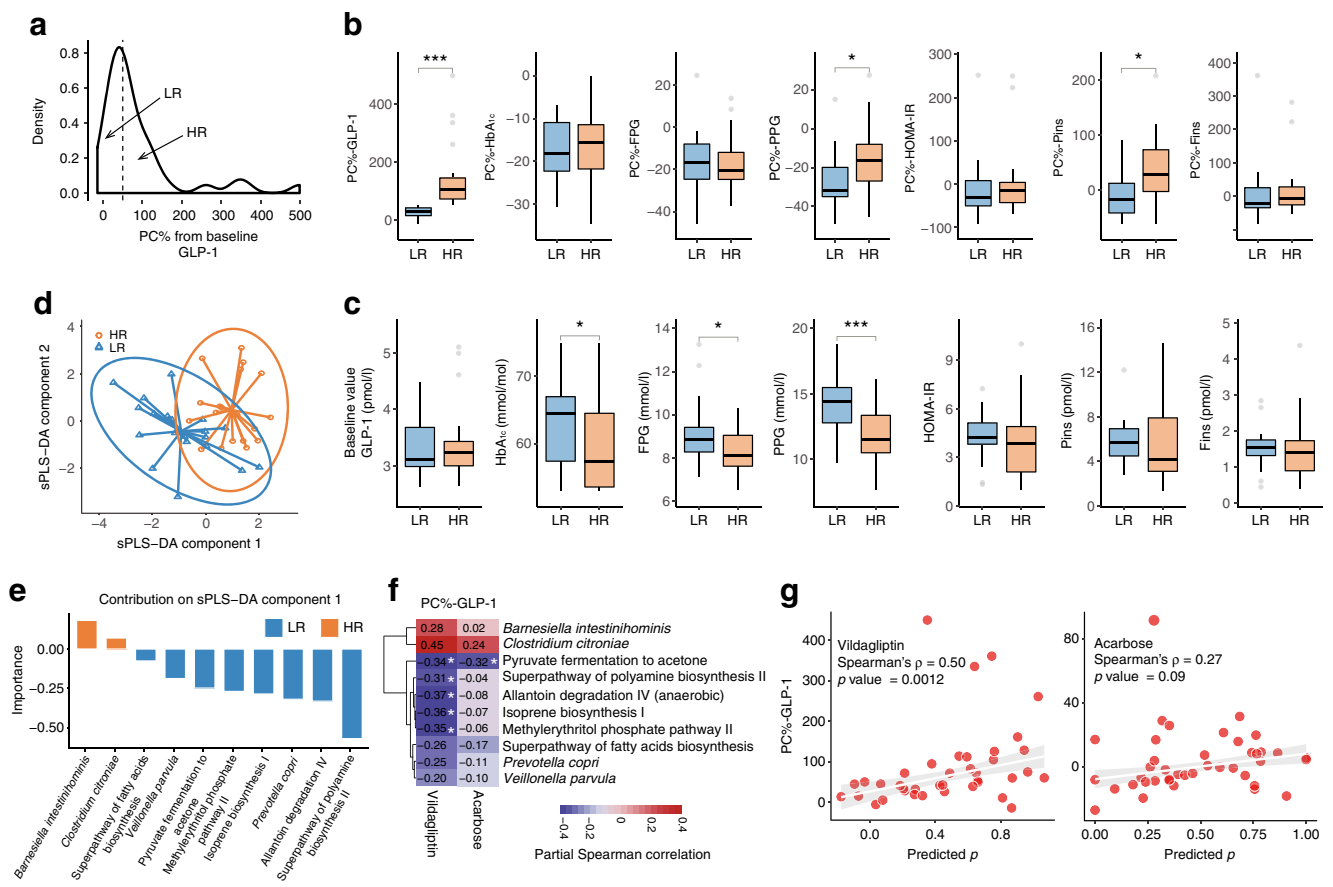 a
Density
0.8
0.6
0.4
0.2
0.0
LR
HR
0
100
200
300
400
500
PC% from baseline
GLP-1
b
PC%-GLP-1
400
200
0
***
LR HR
PC%-HbA1c
0
−10
−20
−30
LR HR
PC%-FPG
20
0
−20
−40
LR HR
PC%-PPG
20
0
−20
−40
*
LR HR
PC%-HOMA-IR
300
200
100
0
−100
LR HR
PC%-Pins
200
100
0
*
LR HR
PC%-Fins
400
300
200
100
0
LR HR
d
sPLS−DA component 2
4
2
0
−2
HR
LR
−4
−2
0
2
sPLS−DA component 1
c
Baseline value
GLP-1 (pmol/l)
5
4
3
LR HR
HbA1c (mmol/mol)
70
60
*
LR HR
FPG (mmol/l)
14
12
10
8
6
*
LR HR
PPG (mmol/l)
20
15
10
***
LR HR
HOMA-IR
9
6
3
0
LR HR
Pins (pmol/l)
16
12
8
4
0
LR HR
Fins (pmol/l)
5
4
3
2
1
0
LR HR
e
Contribution on sPLS−DA component 1
LR
HR
Importance
0.00
−0.25
−0.50
Barnesiella intestinihominis
Clostridium citroniae
Superpathway of fatty acids
biosynthesis
Veillonella parvula
Pyruvate fermentation to
acetone
Methylerythritol phosphate
pathway II
Isoprene biosynthesis I
Prevotella copri
Allantoin degradation IV
Superpathway of polyamine
biosynthesis II
f
PC%-GLP-1
0.28 0.02 Barnesiella intestinihominis
0.45 0.24 Clostridium citroniae
−0.34* −0.32* Pyruvate fermentation to acetone
−0.31* −0.04 Superpathway of polyamine biosynthesis II
−0.37* −0.08 Allantoin degradation IV (anaerobic)
−0.36* −0.07 Isoprene biosynthesis I
−0.35* −0.06 Methylerythritol phosphate pathway II
−0.26 −0.17 Superpathway of fatty acids biosynthesis
−0.25 −0.11 Prevotella copri
−0.20 −0.10 Veillonella parvula
Vildagliptin
Acarbose
−0.4
−0.2
0
0.2
0.4
Partial Spearman correlation
g
PC%-GLP-1
400
300
200
100
0
Vildagliptin
Spearman's ρ = 0.50
p value = 0.0012
0.0
0.4
0.8
Predicted p
80
40
0
Acarbose
Spearman's ρ = 0.27
p value = 0.09
0.00
0.25
0.50
0.75
1.00
Predicted p